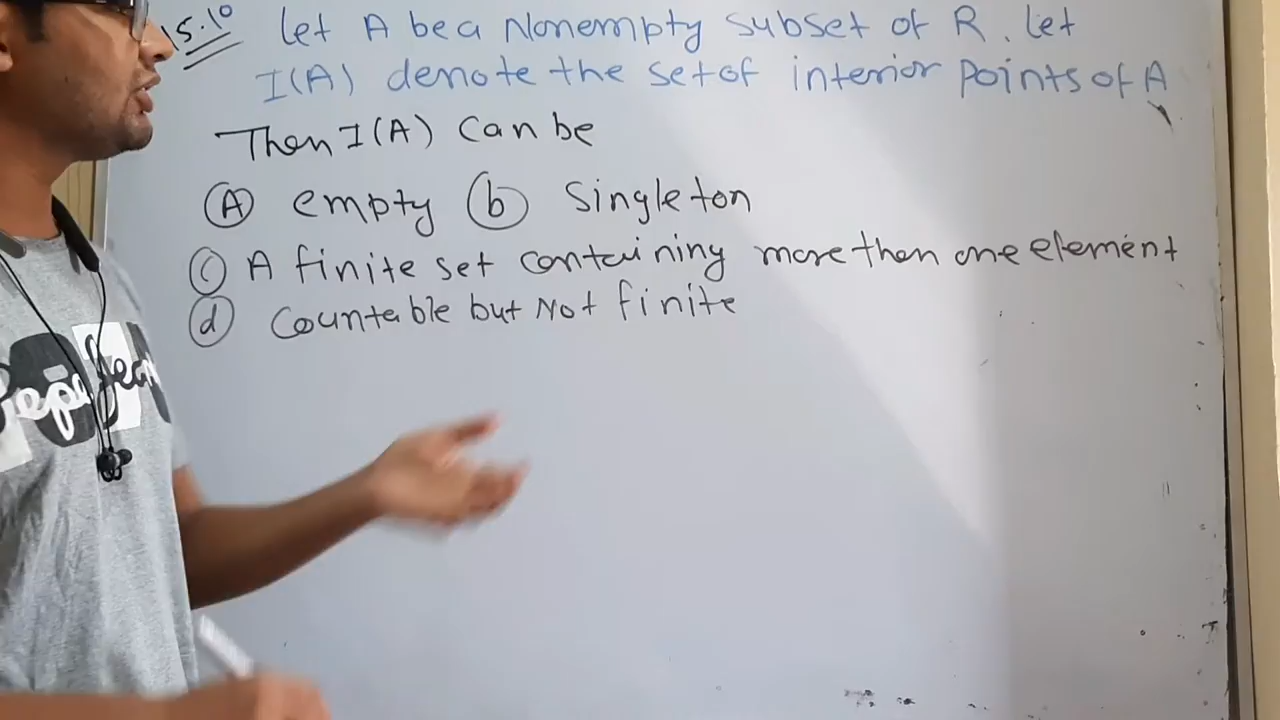 15.10 Let A be a Nonempty subset of R. Let
I(A) denote the set of interior points of A
Then I(A) can be
(A) empty (b) Singleton
(c) A finite set containing more then one element
(d) Countable but Not finite